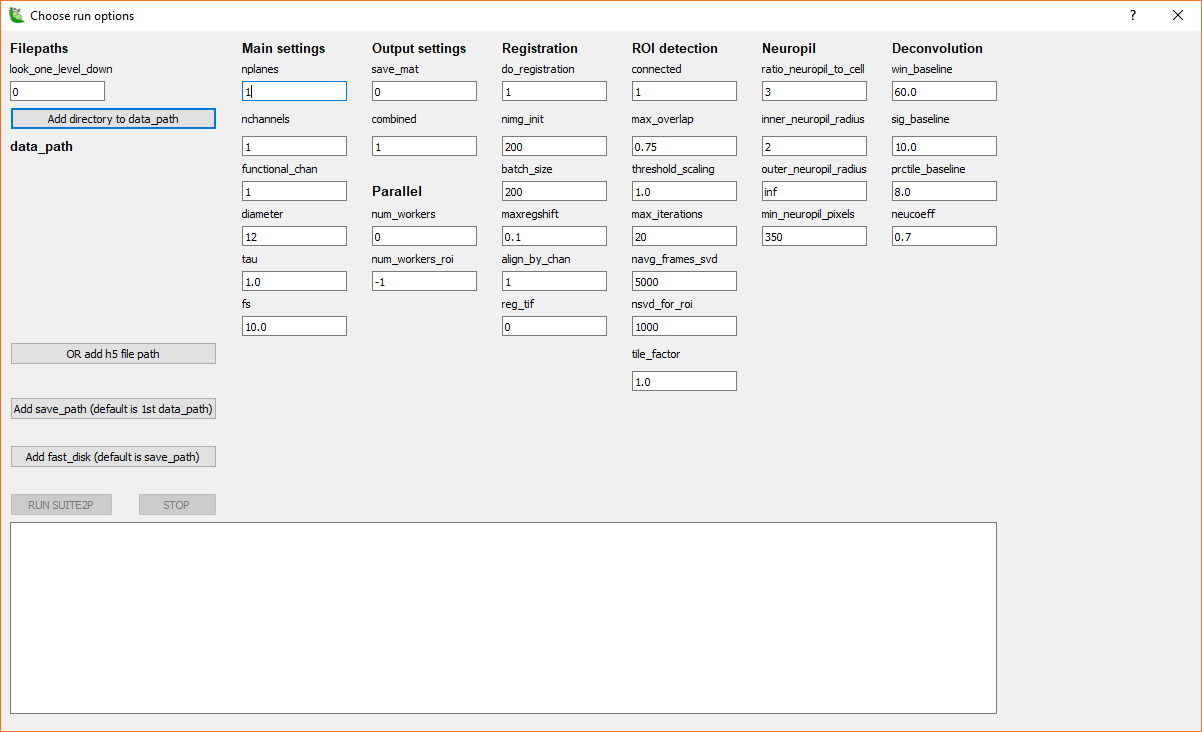 Choose run options
?
Filepaths
look_one_level_down
0
Add directory to data_path
data_path
OR add h5 file path
Add save_path (default is 1st data_path)
Add fast_disk (default is save_path)
RUN SUITE2P
STOP
Main settings
nplanes
1
nchannels
1
functional_chan
1
diameter
12
tau
1.0
fs
10.0
Output settings
save_mat
0
combined
1
Parallel
num_workers
0
num_workers_roi
-1
Registration
do_registration
1
nimg_init
200
batch_size
200
maxregshift
0.1
align_by_chan
1
reg_tif
0
ROI detection
connected
1
max_overlap
0.75
threshold_scaling
1.0
max_iterations
20
navg_frames_svd
5000
nsvd_for_roi
1000
tile_factor
1.0
Neuropil
ratio_neuropil_to_cell
3
inner_neuropil_radius
2
outer_neuropil_radius
inf
min_neuropil_pixels
350
Deconvolution
win_baseline
60.0
sig_baseline
10.0
prctile_baseline
8.0
neucoeff
0.7